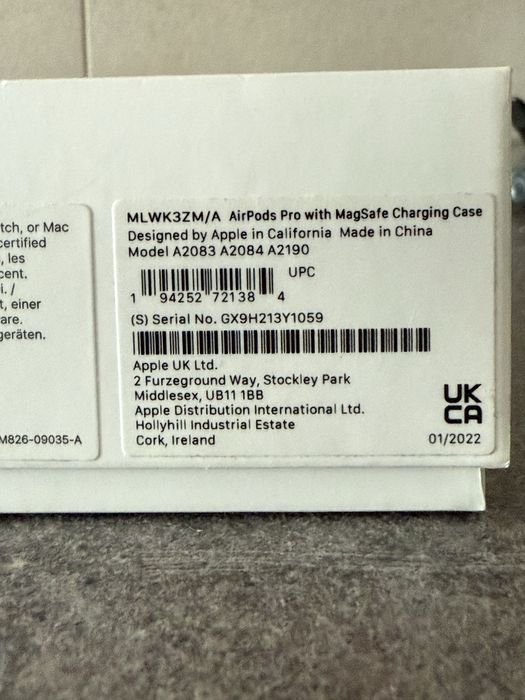 tch, or Mac
certified
, les
cent.
i. /
t, einer
are.
geräten.
M826-09035-A
MLWK3ZM/A AirPods Pro with MagSafe Charging Case
Designed by Apple in California Made in China
Model A2083 A2084 A2190
UPC
1 94252 72138 4
(S) Serial No. GX9H213Y1059
Apple UK Ltd.
2 Furzeground Way, Stockley Park
Middlesex, UB11 1BB
Apple Distribution International Ltd.
Hollyhill Industrial Estate
Cork, Ireland
UK
CA
01/2022